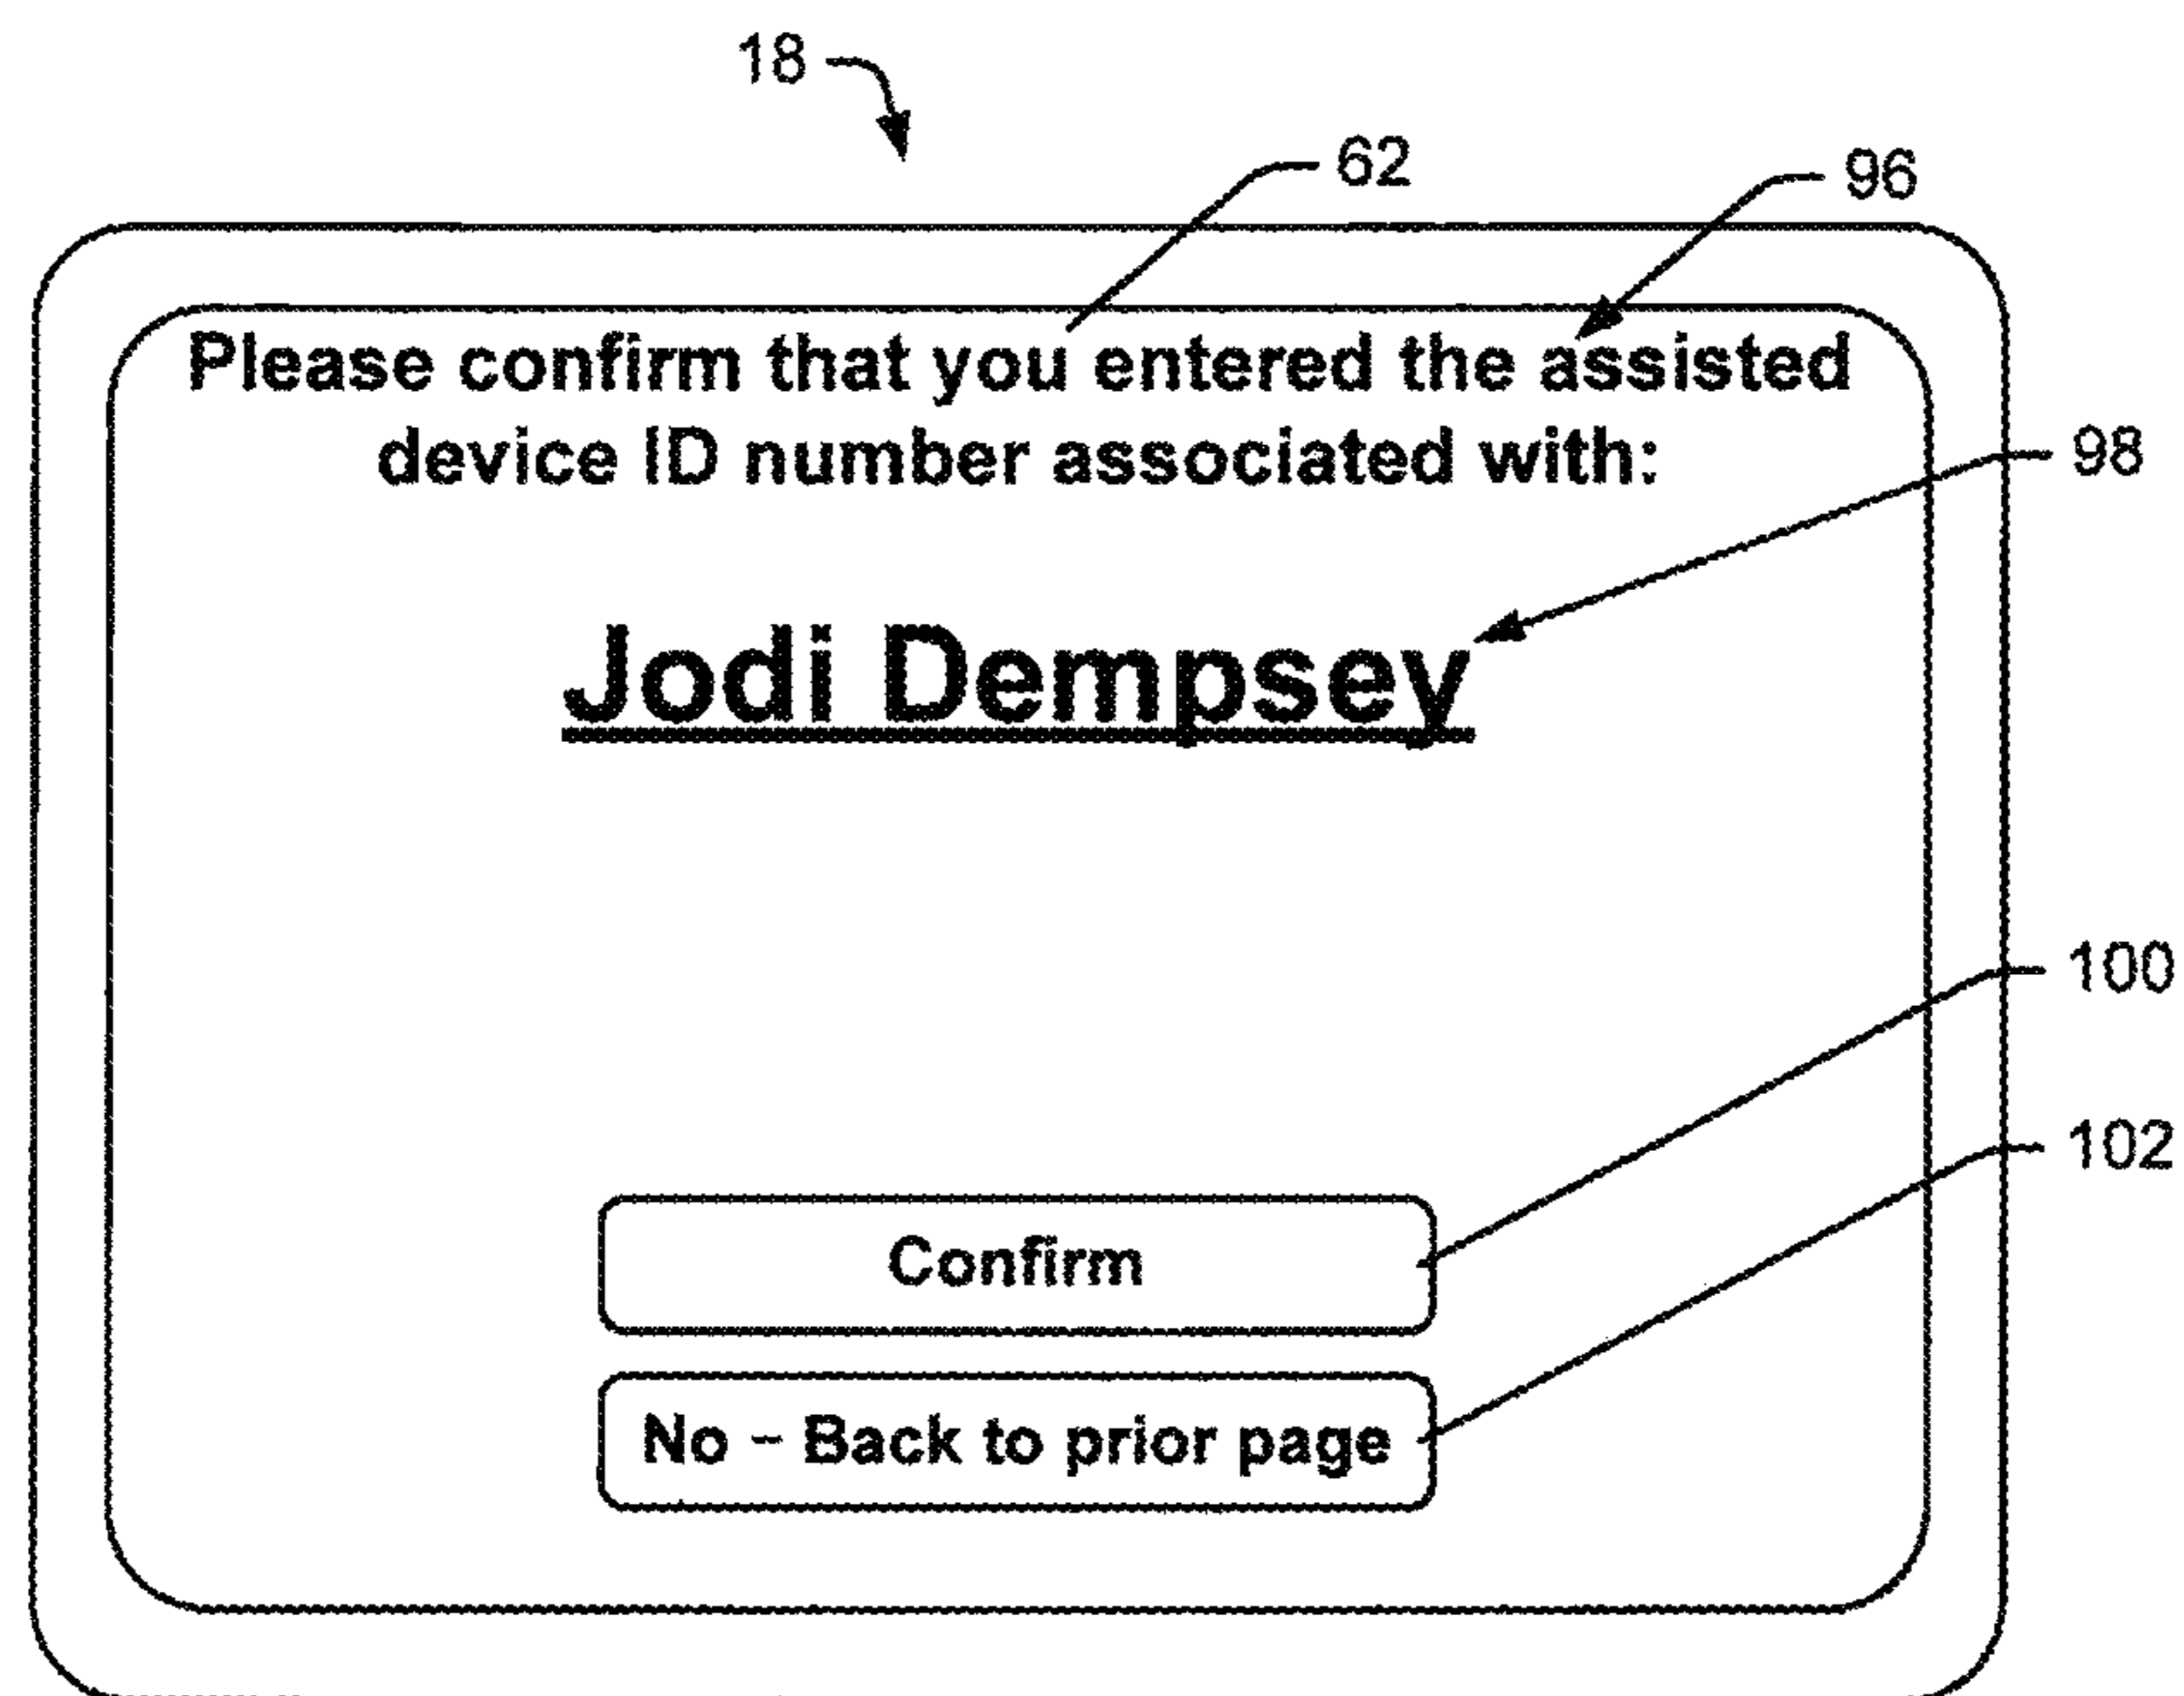 18
62
96
Please confirm that you entered the assisted
device ID number associated with:
98
Jodi Dempsey
100
102
Confirm
No - Back to prior page